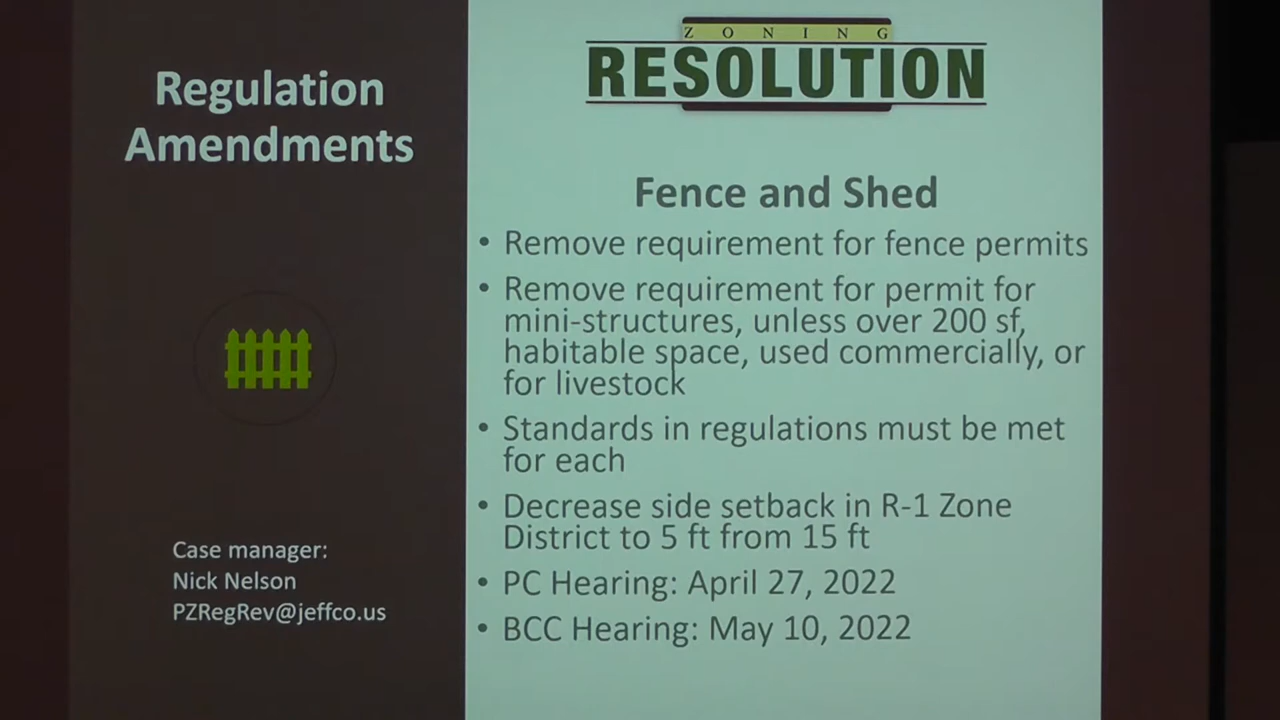 Regulation
Amendments
Case manager:
Nick Nelson
PZRegRev@jeffco.us
ZONING
RESOLUTION
Fence and Shed
• Remove requirement for fence permits
• Remove requirement for permit for
mini-structures, unless over 200 sf,
habitable space, used commercially, or
for livestock
• Standards in regulations must be met
for each
• Decrease side setback in R-1 Zone
District to 5 ft from 15 ft
• PC Hearing: April 27, 2022
• BCC Hearing: May 10, 2022